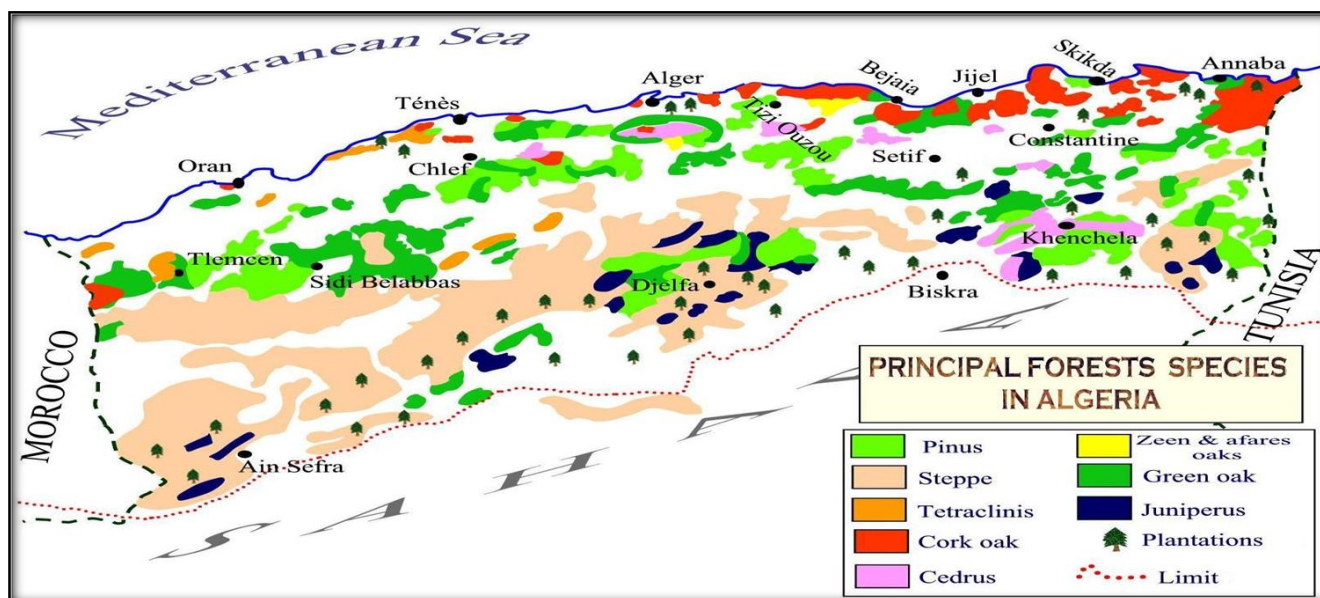 Mediterranean Sea
Oran
Ténès
Chlef
Alger
Tizi Ouzou
Bejaia
Jijel
Skikda
Annaba
Setif
Constantine
Tlemcen
Sidi Belabbas
Djelfa
Biskra
Khenchela
Ain Sefra
MOROCCO
TUNISIA
S A H A R A
PRINCIPAL FORESTS SPECIES
IN ALGERIA
Pinus
Steppe
Tetraclinis
Cork oak
Cedrus
Zeen & afares
oaks
Green oak
Juniperus
Plantations
Limit